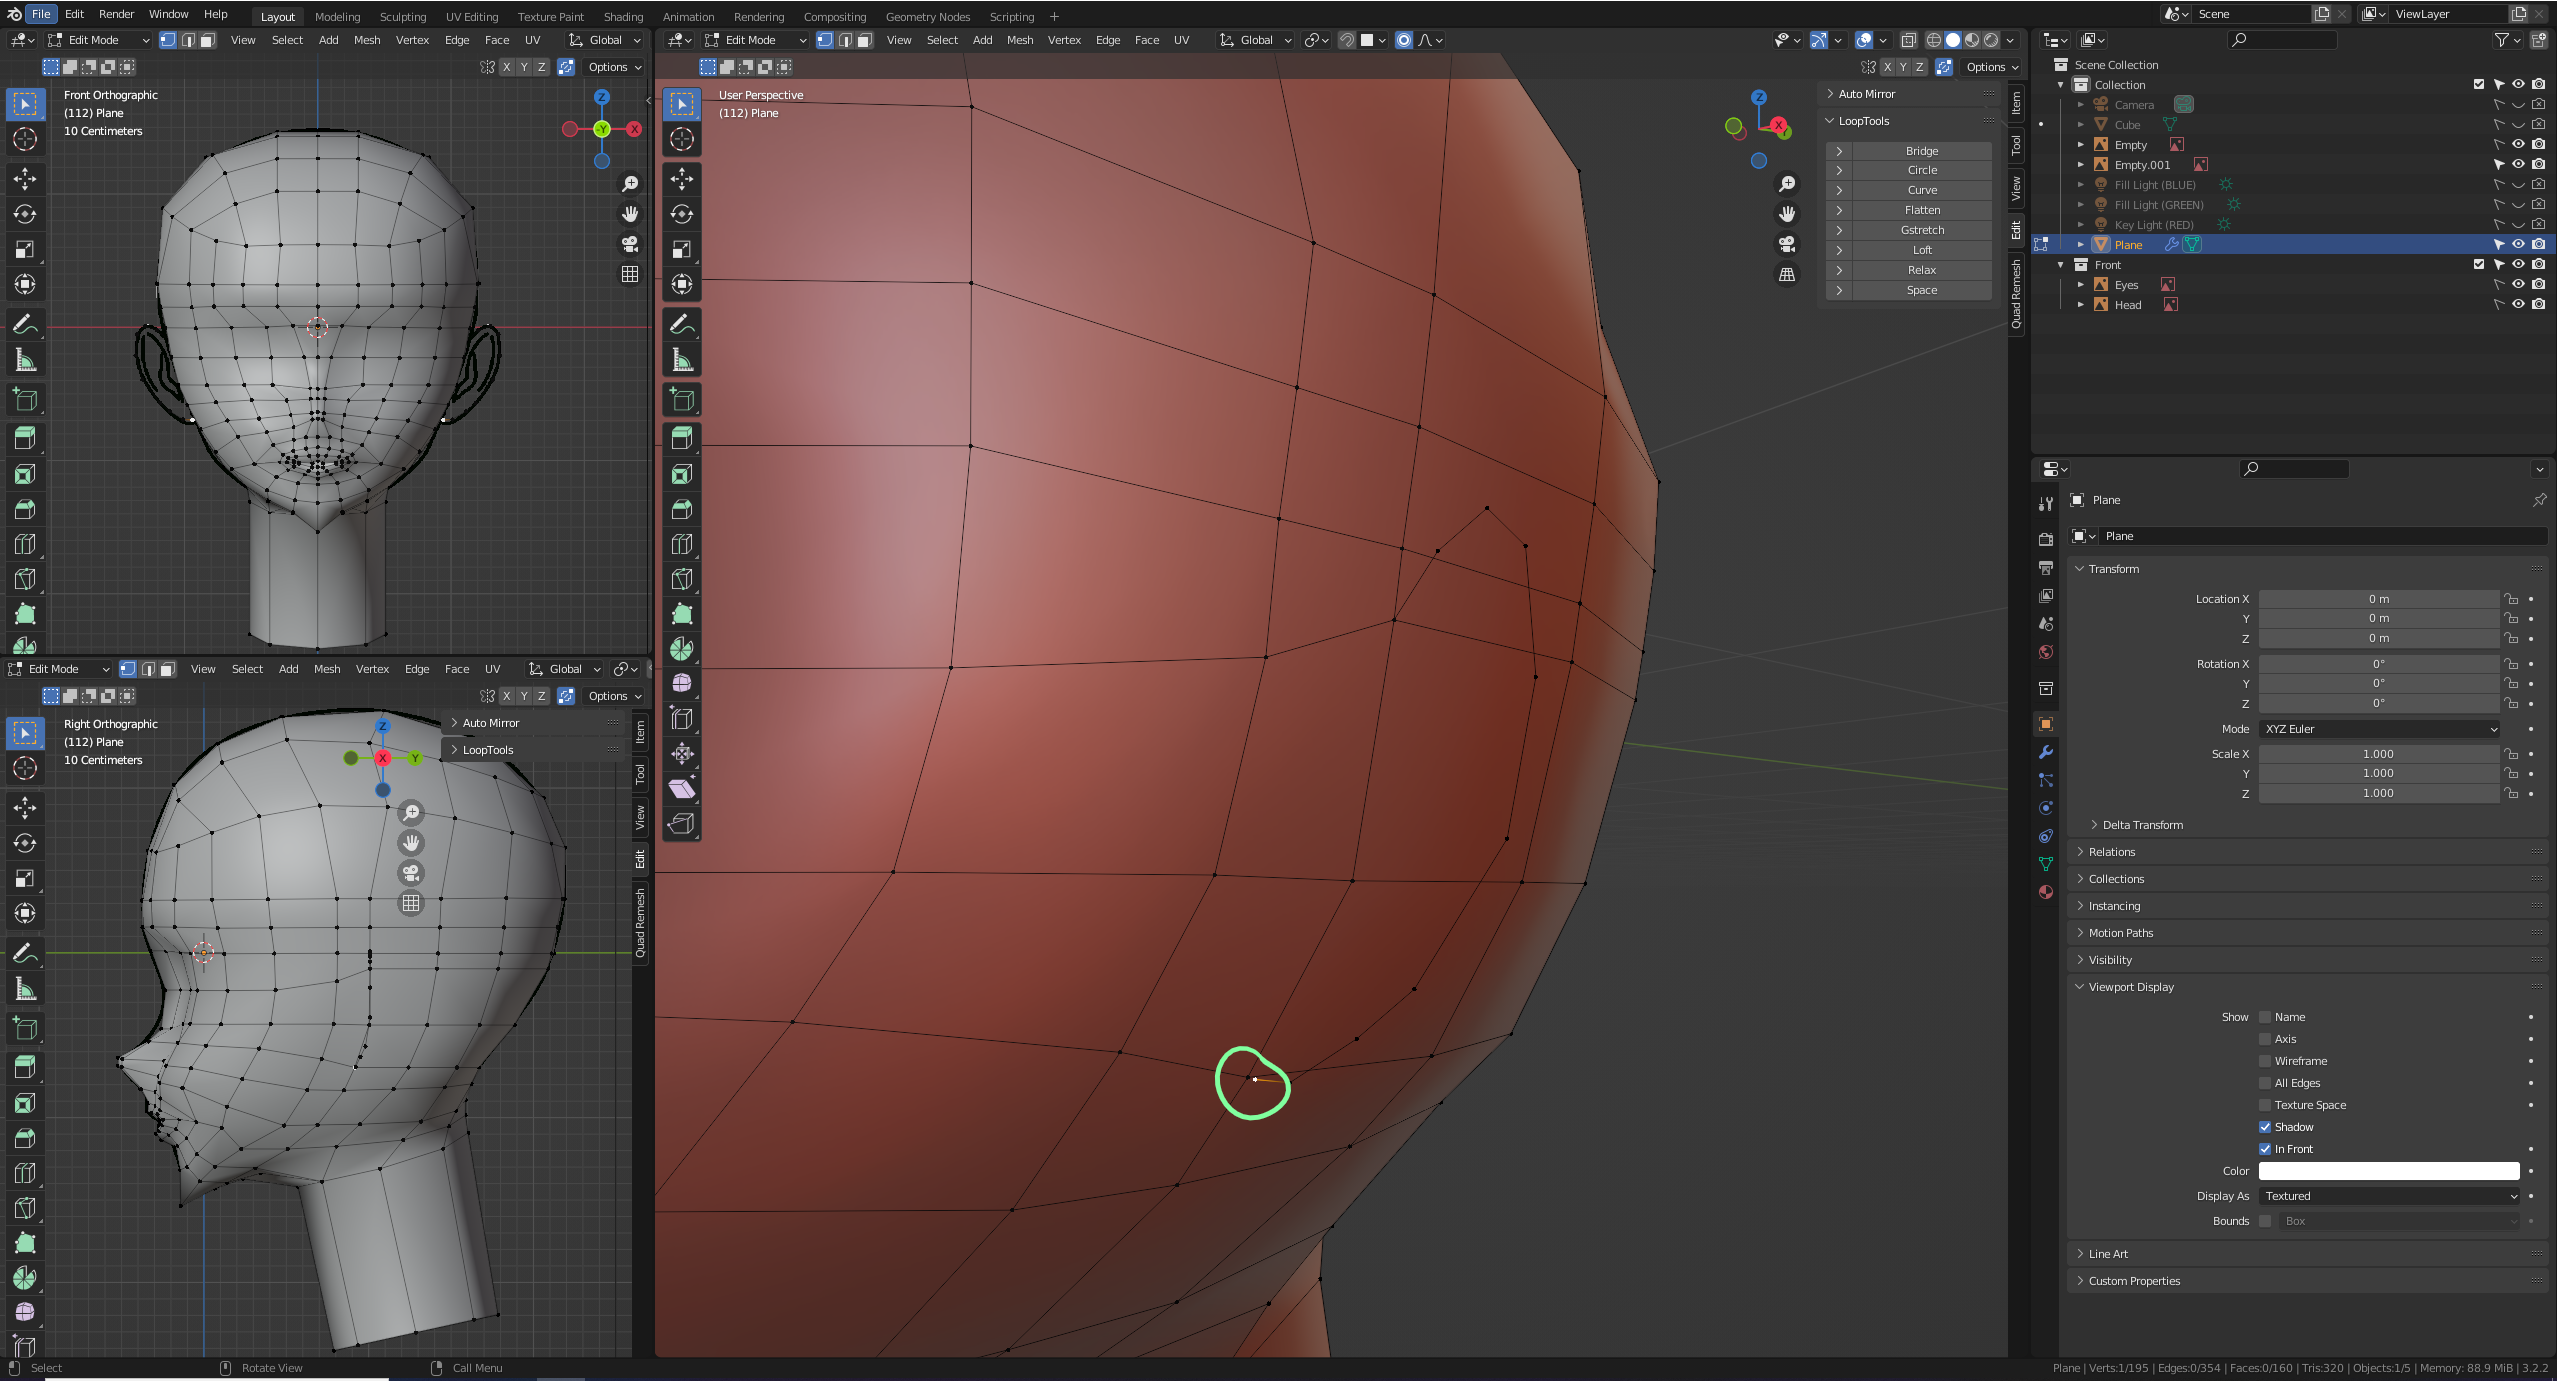 File Edit Render Window Help Layout Modeling Sculpting UV Editing Texture Paint Shading Animation Rendering Compositing Geometry Nodes Scripting + Scene ViewLayer
Edit Mode View Select Add Mesh Vertex Edge Face UV Global
X Y Z Options
Front Orthographic
(112) Plane
10 Centimeters
Z
-Y X
Edit Mode View Select Add Mesh Vertex Edge Face UV Global
X Y Z Options
Right Orthographic
(112) Plane
10 Centimeters
Auto Mirror
LoopTools
Z
X Y
Item
Tool
View
Edit
Quad Remesh
Edit Mode View Select Add Mesh Vertex Edge Face UV Global
X Y Z Options
User Perspective
(112) Plane
Z
X
Y
Auto Mirror
LoopTools
Bridge
Circle
Curve
Flatten
Gstretch
Loft
Relax
Space
Item
Tool
View
Edit
Quad Remesh
Scene Collection
Collection
Camera
Cube
Empty
Empty.001
Fill Light (BLUE)
Fill Light (GREEN)
Key Light (RED)
Plane
Front
Eyes
Head
Plane
Plane
Transform
Location X 0 m
Y 0 m
Z 0 m
Rotation X 0°
Y 0°
Z 0°
Mode XYZ Euler
Scale X 1.000
Y 1.000
Z 1.000
Delta Transform
Relations
Collections
Instancing
Motion Paths
Visibility
Viewport Display
Show Name
Axis
Wireframe
All Edges
Texture Space
Shadow
In Front
Color
Display As Textured
Bounds Box
Line Art
Custom Properties
Select Rotate View Call Menu
Plane | Verts:1/195 | Edges:0/354 | Faces:0/160 | Tris:320 | Objects:1/5 | Memory: 88.9 MiB | 3.2.2